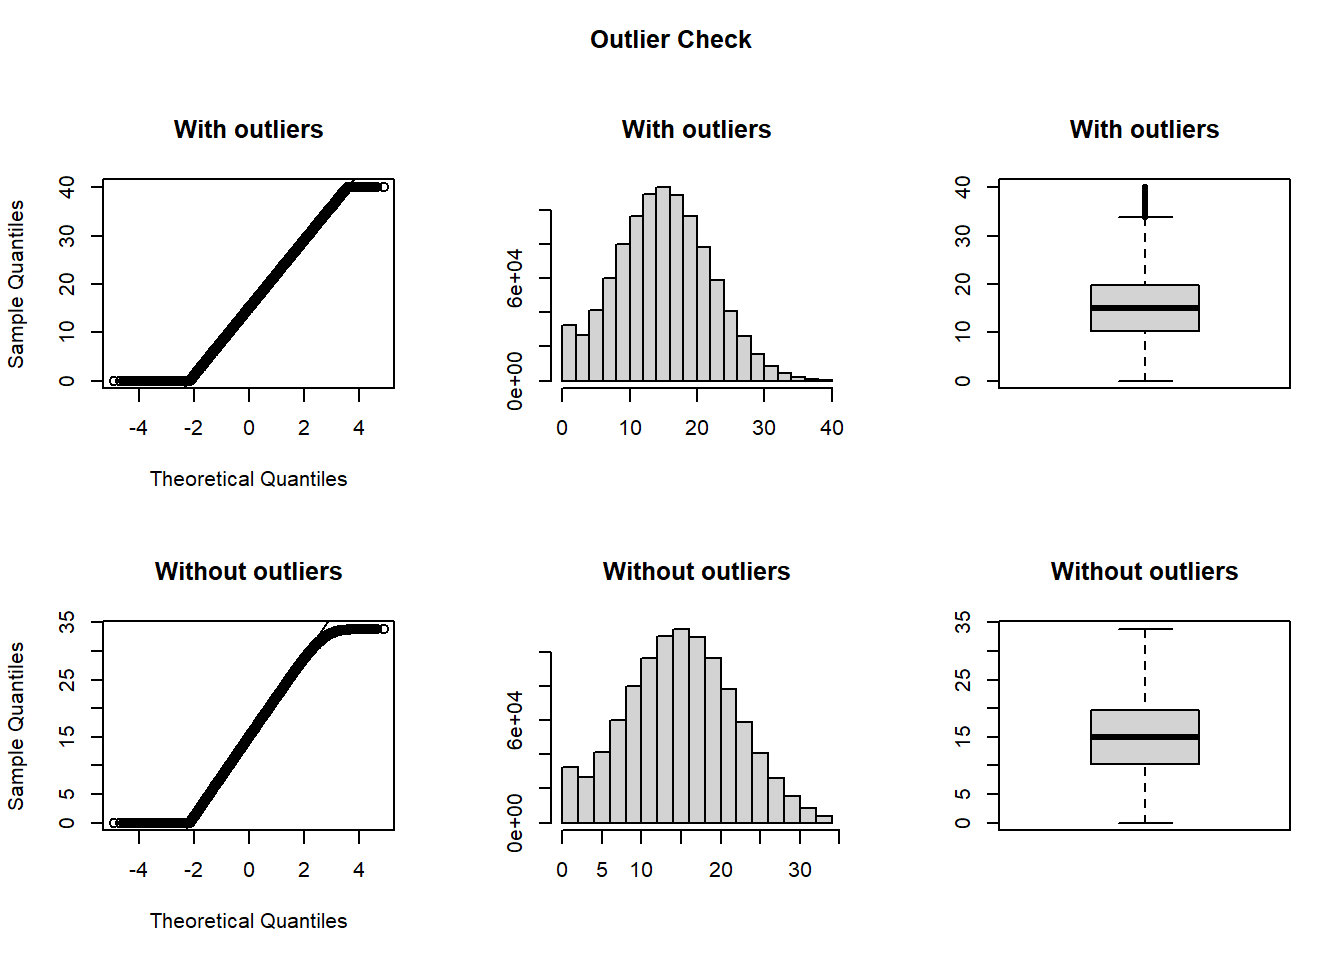 Outlier Check
With outliers
Sample Quantiles
0 10 20 30 40
-4 -2 0 2 4
Theoretical Quantiles
With outliers
0e+00 6e+04
0 10 20 30 40
With outliers
0 10 20 30 40
Without outliers
Sample Quantiles
0 5 15 25 35
-4 -2 0 2 4
Theoretical Quantiles
Without outliers
0e+00 6e+04
0 5 10 20 30
Without outliers
0 5 15 25 35